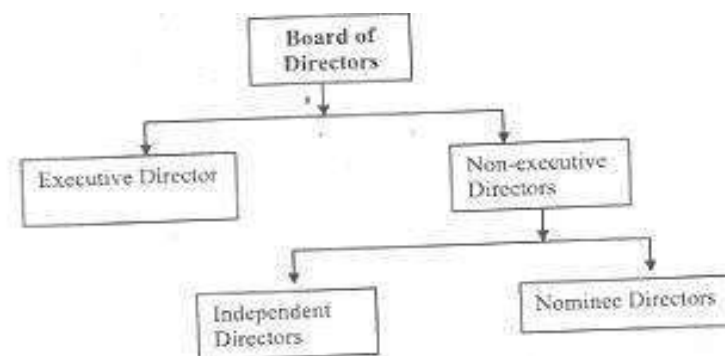 Board of
Directors
Executive Director
Non-executive
Directors
Independent
Directors
Nominee Directors